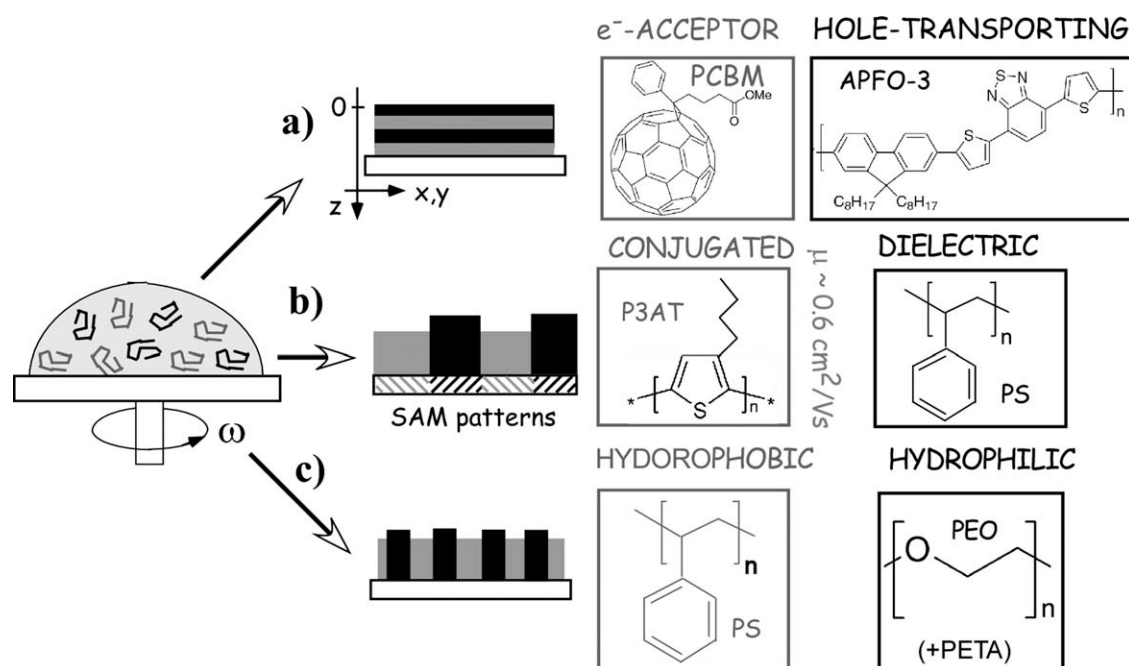 e⁻-ACCEPTOR
HOLE-TRANSPORTING
a)
0
z
x,y
PCBM
OMe
O
APFO-3
N
S
N
S
S
n
C₈H₁₇
C₈H₁₇
b)
SAM patterns
CONJUGATED
P3AT
*
S
n
*
μ ~ 0.6 cm²/Vs
DIELECTRIC
n
PS
ω
c)
HYDOROPHOBIC
n
PS
HYDROPHILIC
PEO
O
n
(+PETA)